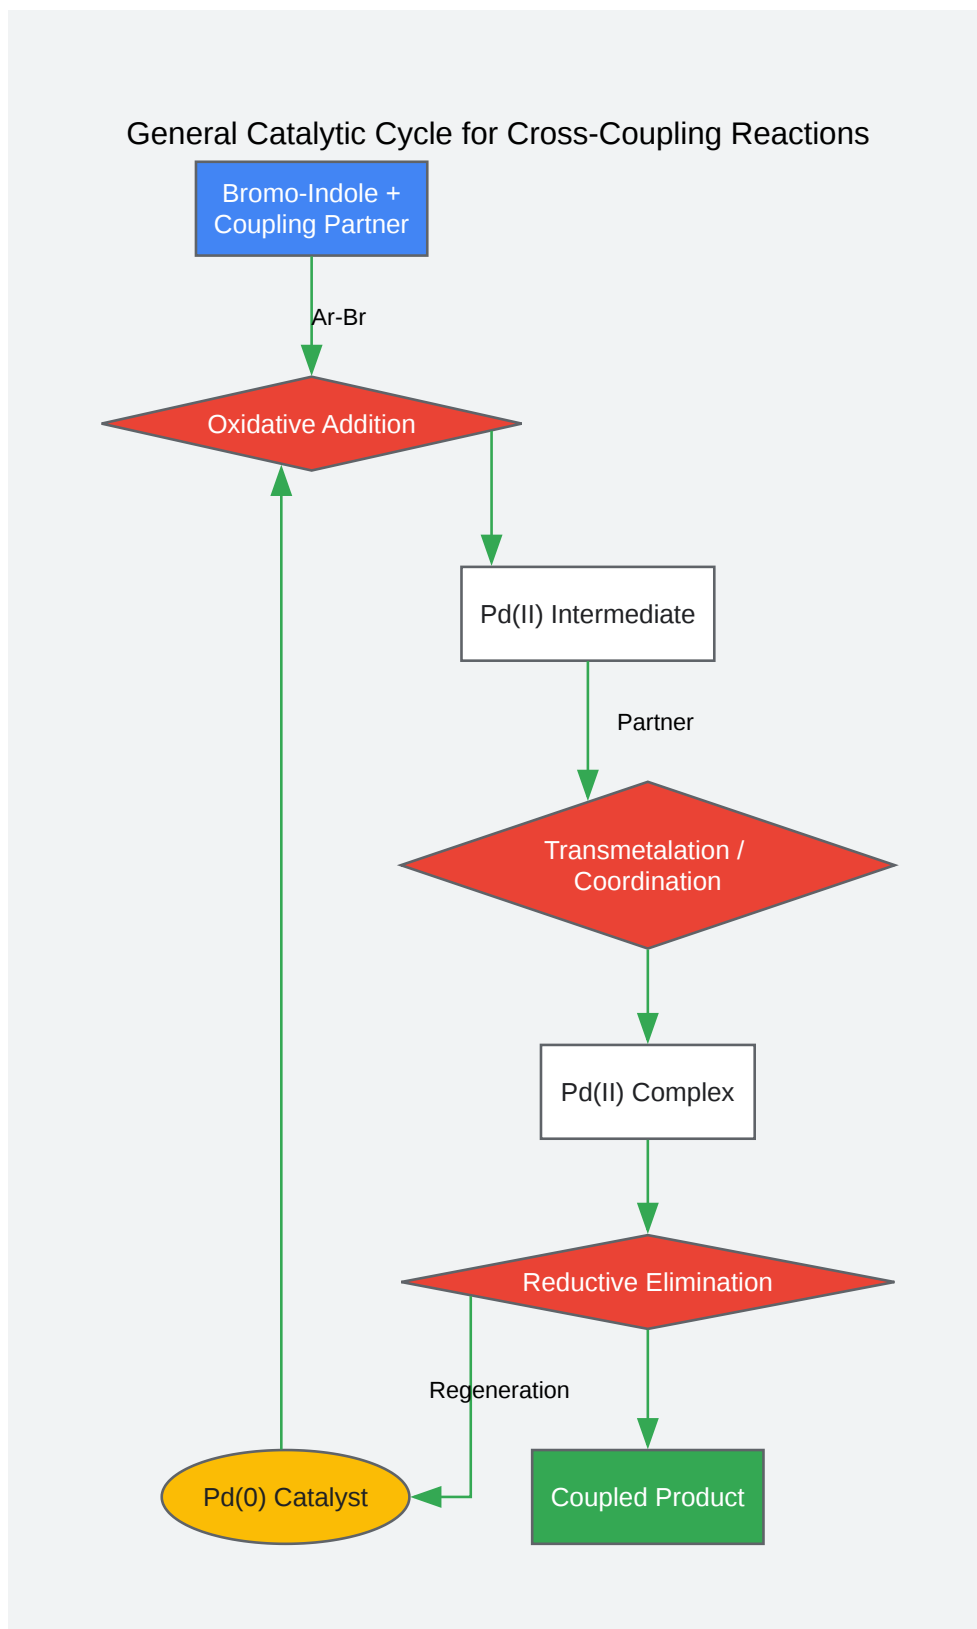 General Catalytic Cycle for Cross-Coupling Reactions
Bromo-Indole +
Coupling Partner
Ar-Br
Oxidative Addition
Pd(II) Intermediate
Partner
Transmetalation /
Coordination
Pd(II) Complex
Reductive Elimination
Regeneration
Pd(0) Catalyst
Coupled Product